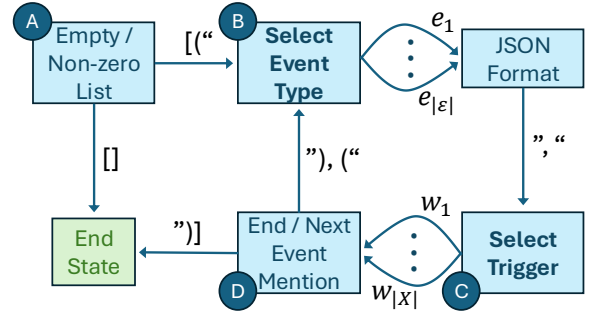 A
Empty /
Non-zero
List
[(“
B
Select
Event
Type
e₁
e|ε|
JSON
Format
[]
”), (“
”, “
End
State
”)]
End / Next
Event
Mention
D
w₁
w|X|
Select
Trigger
C